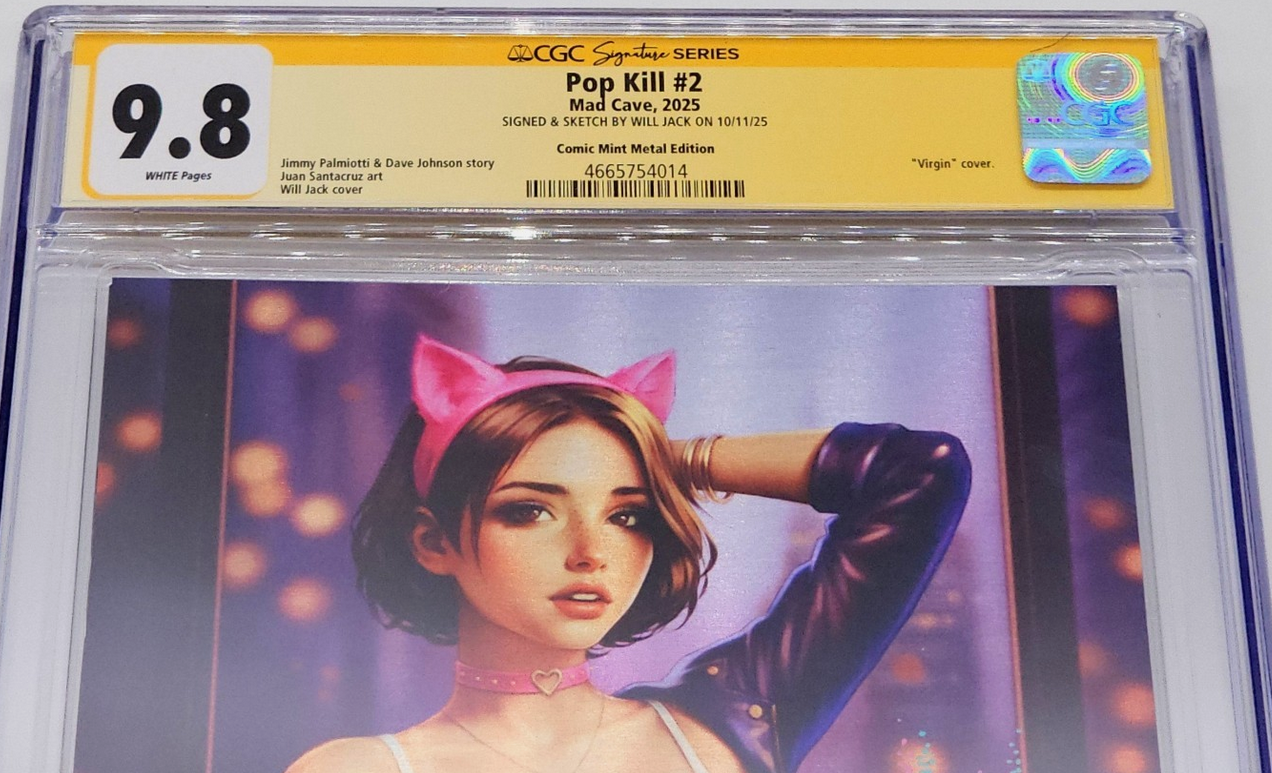 CGC Signature SERIES
Pop Kill #2
Mad Cave, 2025
SIGNED & SKETCH BY WILL JACK ON 10/11/25
Comic Mint Metal Edition
4665754014
9.8
WHITE Pages
Jimmy Palmiotti & Dave Johnson story
Juan Santacruz art
Will Jack cover
"Virgin" cover.
CGC